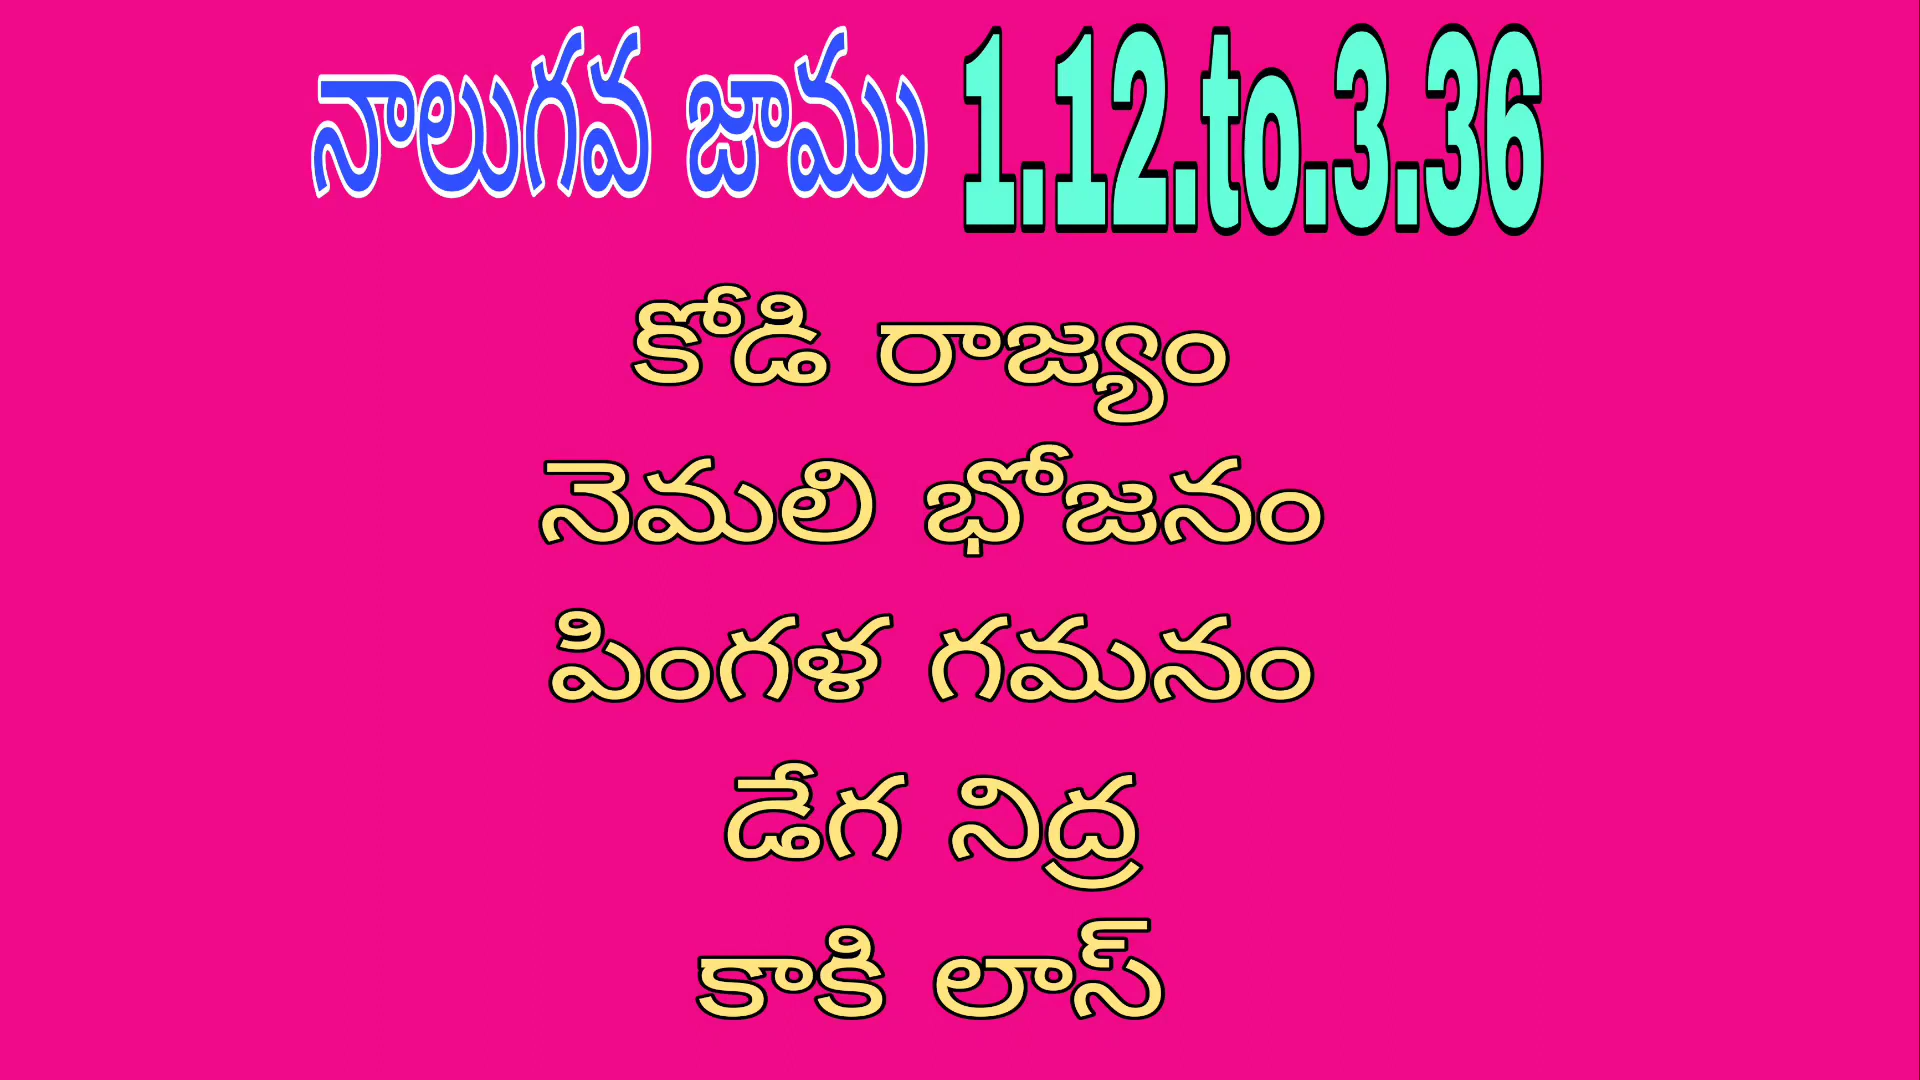 నాలుగవ జాము 1.12.to.3.36
కోడి రాజ్యం
నెమలి భోజనం
పింగళ గమనం
డేగ నిద్ర
కాకి లాస్